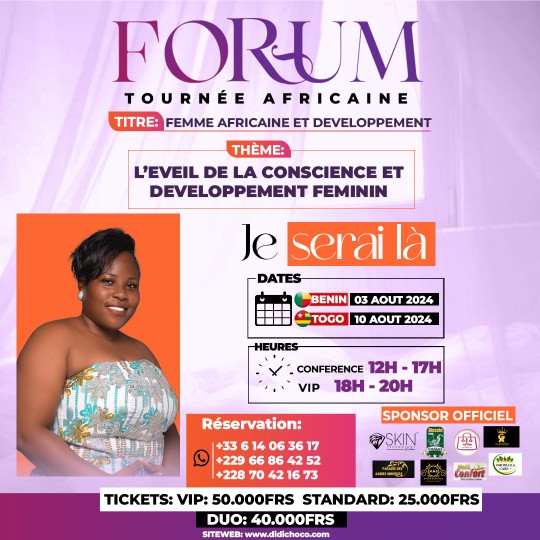 FORUM
TOURNÉE AFRICAINE
TITRE: FEMME AFRICAINE ET DEVELOPPEMENT
THÈME:
L'EVEIL DE LA CONSCIENCE ET
DEVELOPPEMENT FEMININ
Je serai là
DATES
BENIN 03 AOUT 2024
TOGO 10 AOUT 2024
HEURES
CONFERENCE 12H - 17H
VIP 18H - 20H
Réservation:
+33 6 14 06 36 17
+229 66 86 42 52
+228 70 42 16 73
SPONSOR OFFICIEL
SKIN
Confort
TICKETS: VIP: 50.000FRS STANDARD: 25.000FRS
DUO: 40.000FRS
SITEWEB: www.didichoco.com